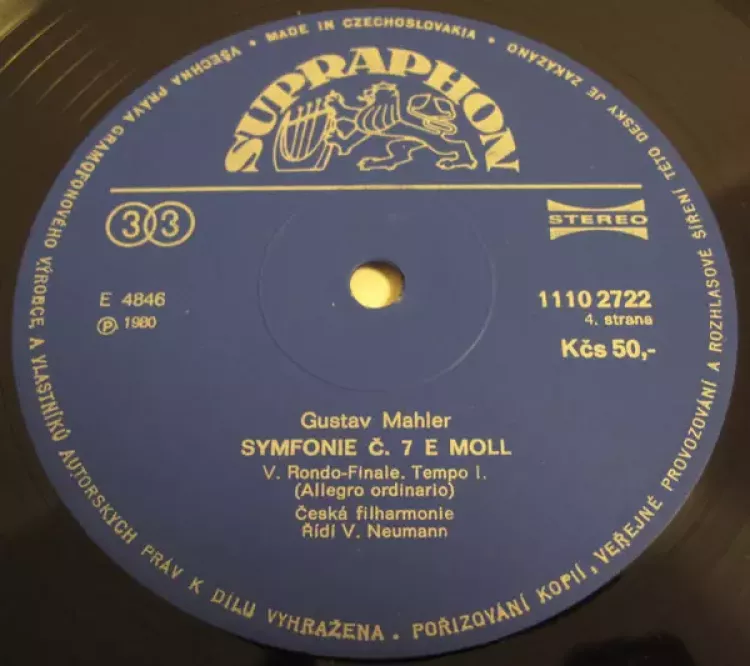 SUPRAPHON
33
STEREO
E 4846
℗ 1980
1110 2722
4. strana
Kčs 50,-
Gustav Mahler
SYMFONIE Č. 7 E MOLL
V. Rondo-Finale. Tempo I.
(Allegro ordinario)
Česká filharmonie
Řídí V. Neumann
MADE IN CZECHOSLOVAKIA • VŠECHNA PRÁVA GRAMOFONOVÉHO VÝROBCE, A VLASTNÍKŮ AUTORSKÝCH PRÁV K DÍLU VYHRAŽENA. POŘIZOVÁNÍ KOPIÍ, VEŘEJNÉ PROVOZOVÁNÍ A ROZHLASOVÉ ŠÍŘENÍ TÉTO DESKY JE ZAKÁZÁNO •